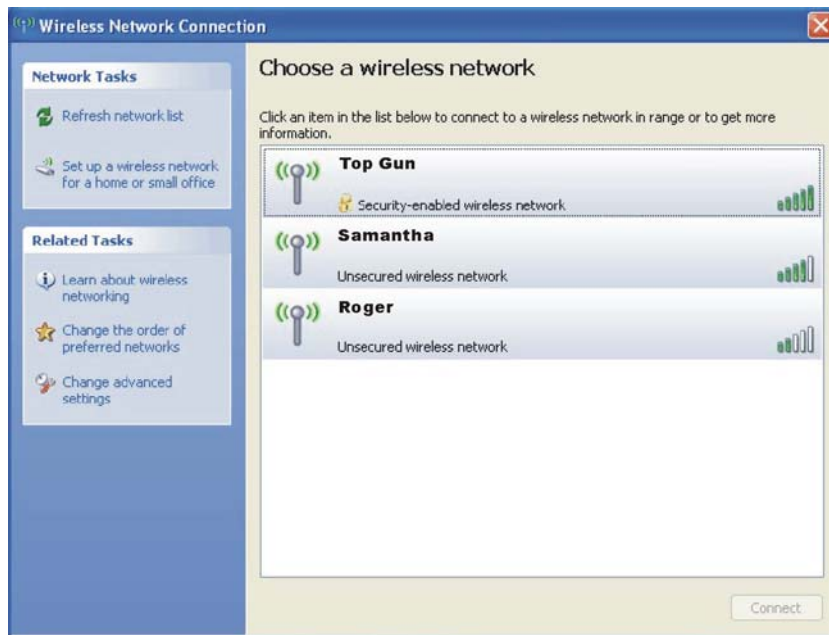 Wireless Network Connection
Network Tasks
Refresh network list
Set up a wireless network
for a home or small office
Related Tasks
Learn about wireless
networking
Change the order of
preferred networks
Change advanced
settings
Choose a wireless network
Click an item in the list below to connect to a wireless network in range or to get more
information.
Top Gun
Security-enabled wireless network
Samantha
Unsecured wireless network
Roger
Unsecured wireless network
Connect